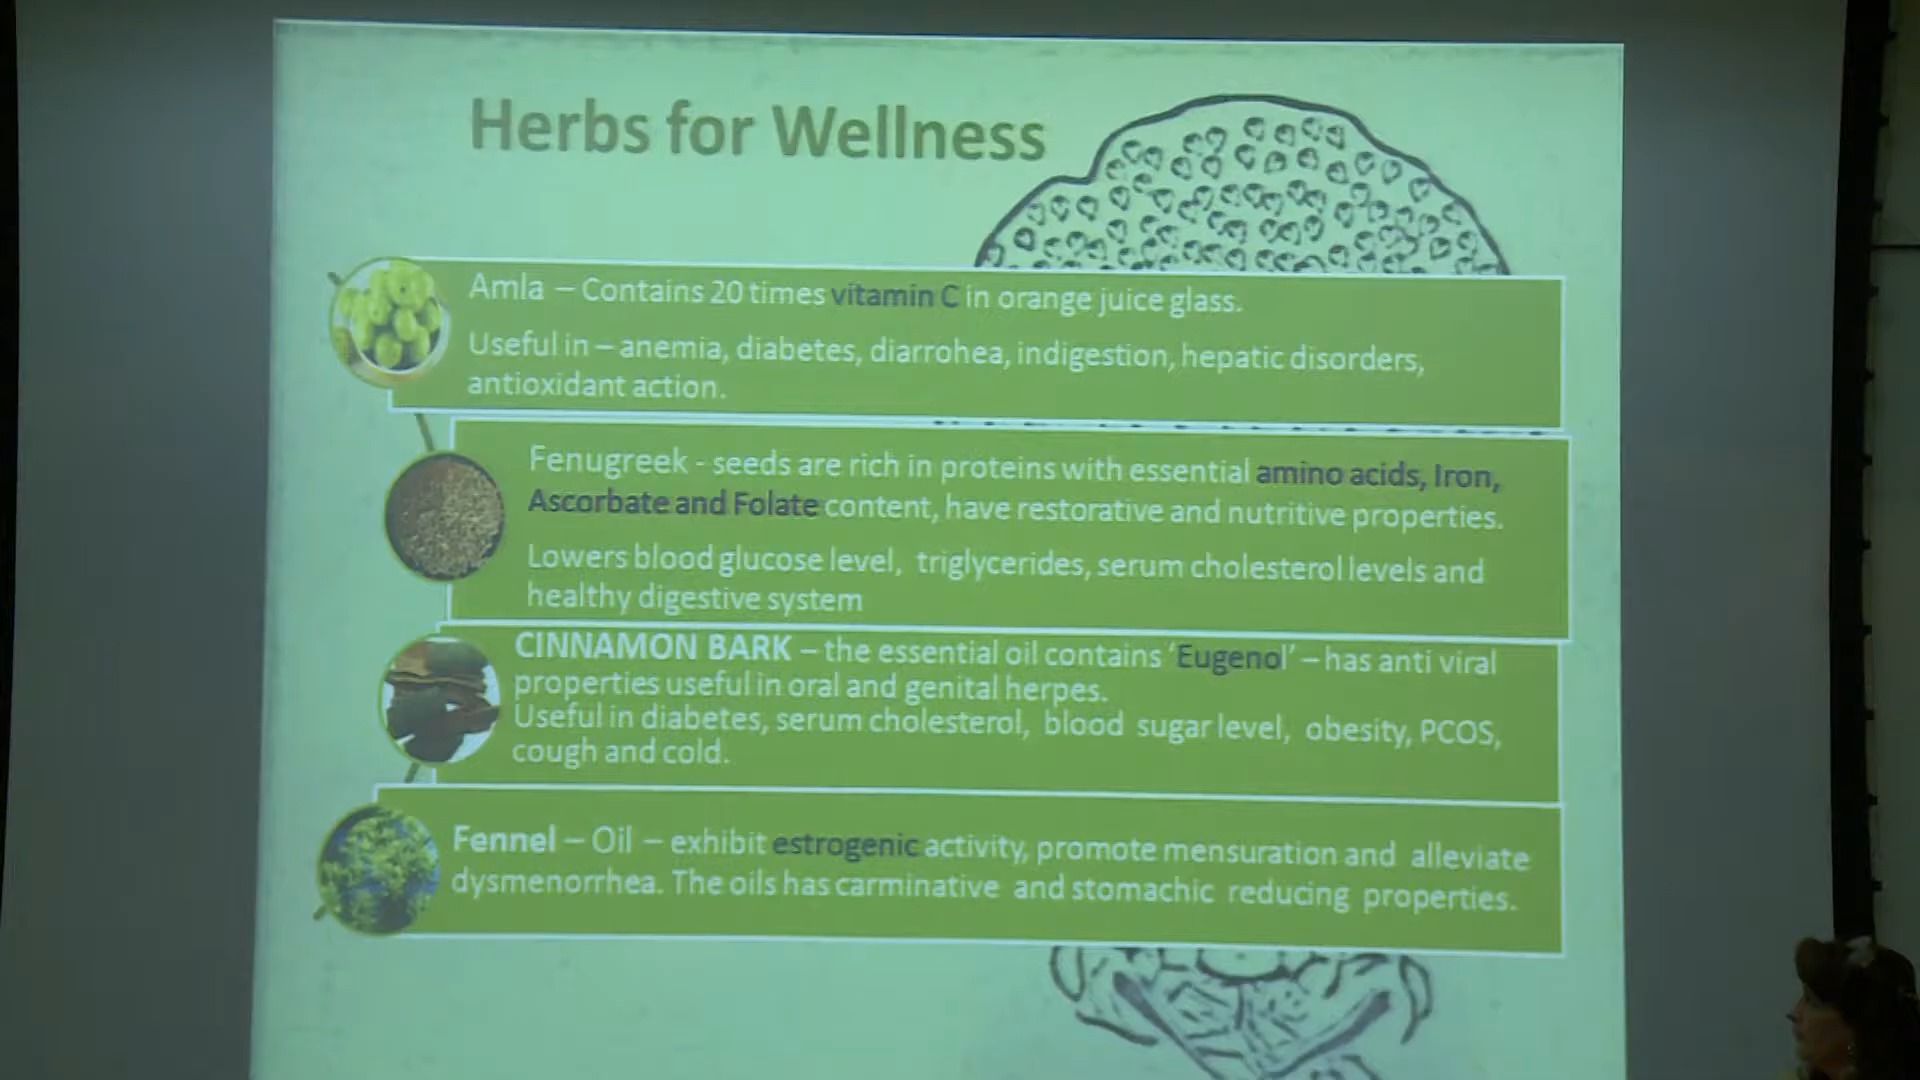 Herbs for Wellness
Amla – Contains 20 times vitamin C in orange juice glass.
Useful in – anemia, diabetes, diarrohea, indigestion, hepatic disorders,
antioxidant action.
Fenugreek - seeds are rich in proteins with essential amino acids, Iron,
Ascorbate and Folate content, have restorative and nutritive properties.
Lowers blood glucose level, triglycerides, serum cholesterol levels and
healthy digestive system
CINNAMON BARK – the essential oil contains ‘Eugenol’ – has anti viral
properties useful in oral and genital herpes.
Useful in diabetes, serum cholesterol, blood sugar level, obesity, PCOS,
cough and cold.
Fennel – Oil – exhibit estrogenic activity, promote mensuration and alleviate
dysmenorrhea. The oils has carminative and stomachic reducing properties.